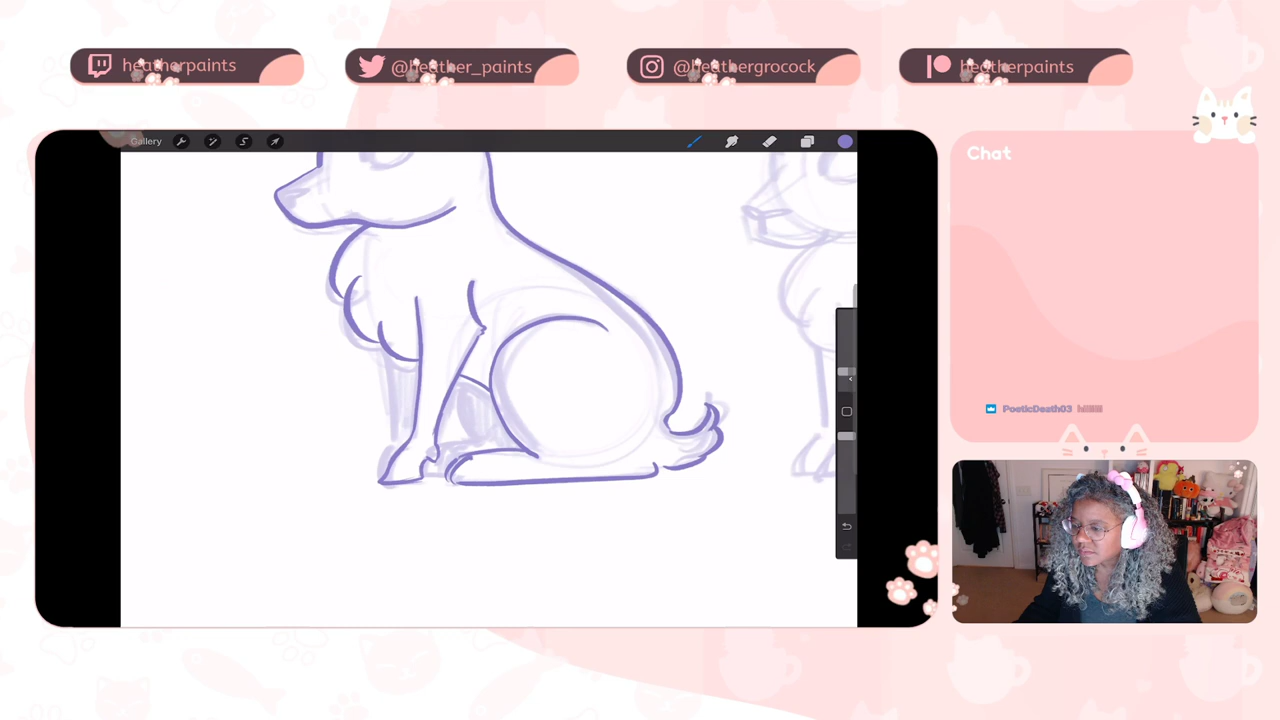 heatherpaints
@heather_paints
@heathergrocock
heatherpaints
Gallery
Chat
PoeticDeath03